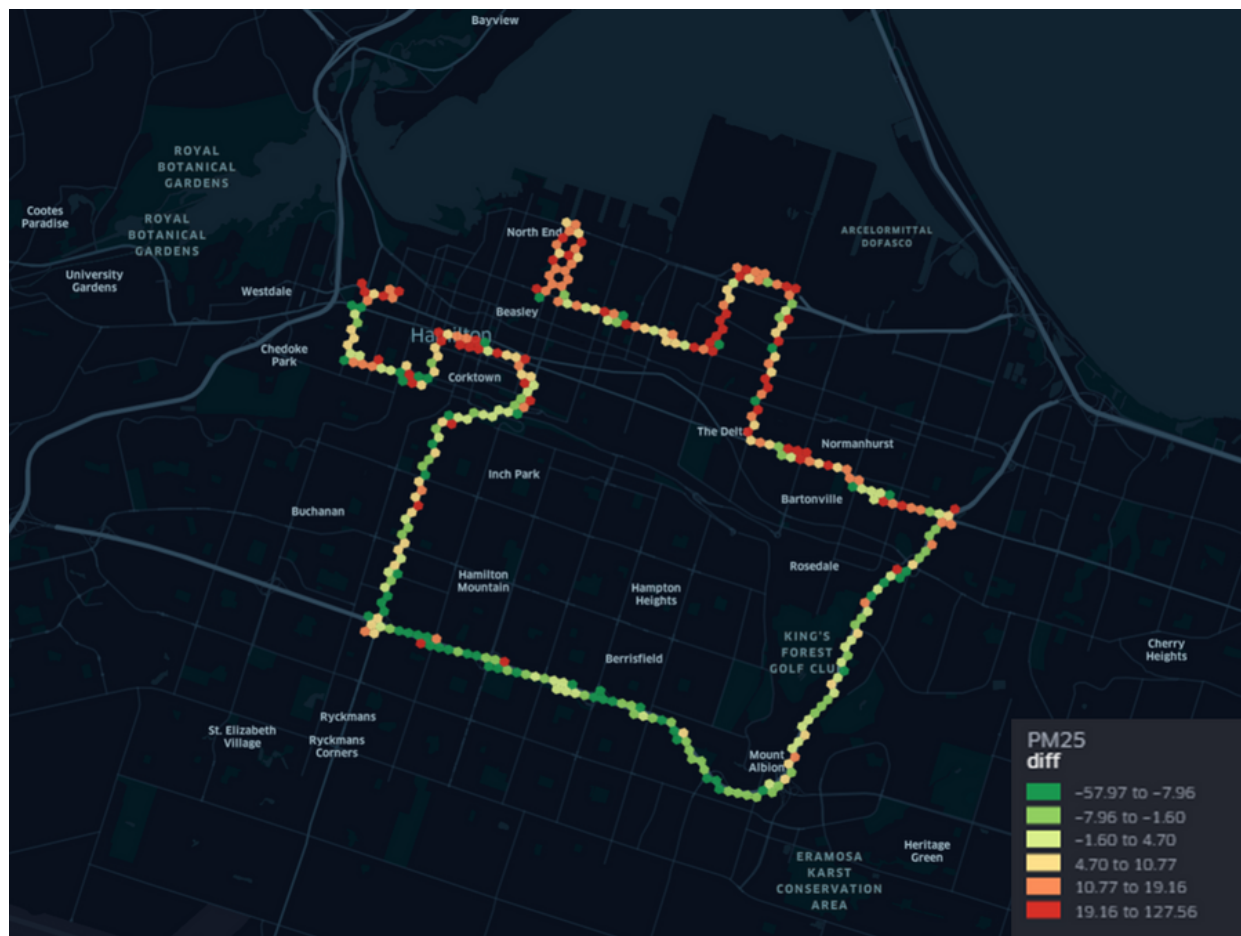 Bayview
ROYAL
BOTANICAL
GARDENS
Cootes
Paradise
ROYAL
BOTANICAL
GARDENS
North End
ARCELORMITTAL
DOFASCO
University
Gardens
Westdale
Beasley
Hamilton
Chedoke
Park
Corktown
The Delt
Normanhurst
Inch Park
Bartonville
Buchanan
Rosedale
Hamilton
Mountain
Hampton
Heights
KING'S
FOREST
GOLF CLU
Cherry
Heights
Berrisfield
Ryckmans
St. Elizabeth
Village
Ryckmans
Corners
Mount
Albion
Heritage
Green
ERAMOSA
KARST
CONSERVATION
AREA
PM25
diff
−57.97 to −7.96
−7.96 to −1.60
−1.60 to 4.70
4.70 to 10.77
10.77 to 19.16
19.16 to 127.56